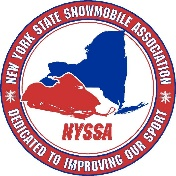 NEW YORK STATE SNOWMOBILE ASSOCIATION
NYSSA
DEDICATED TO IMPROVING OUR SPORT